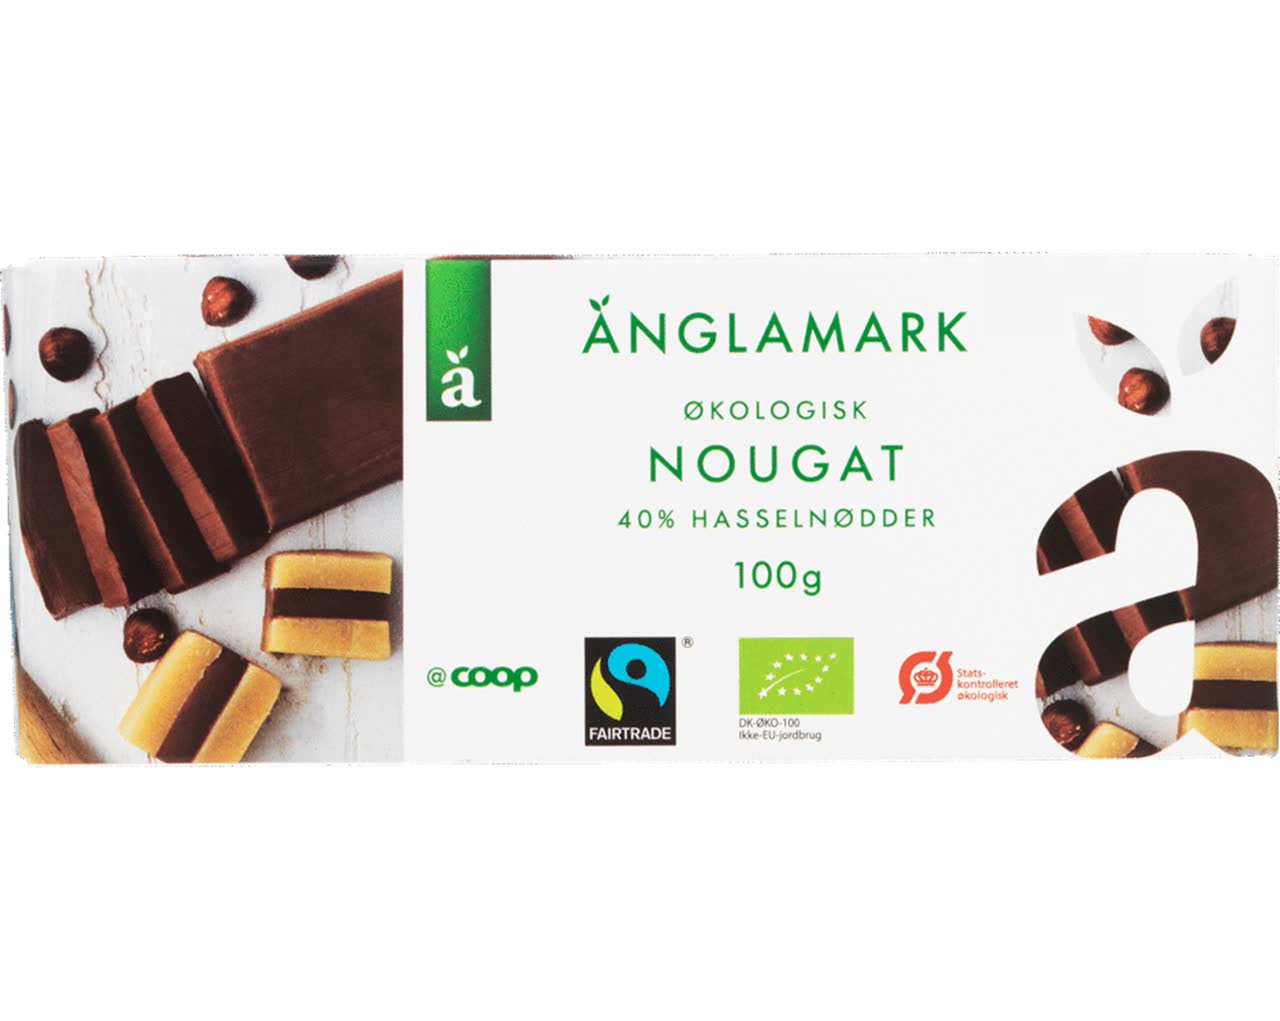 å
ÄNGLAMARK
ØKOLOGISK
NOUGAT
40% HASSELNØDDER
100g
@coop
FAIRTRADE
®
DK-ØKO-100
Ikke-EU-jordbrug
Ø
Stats-
kontrolleret
økologisk
å